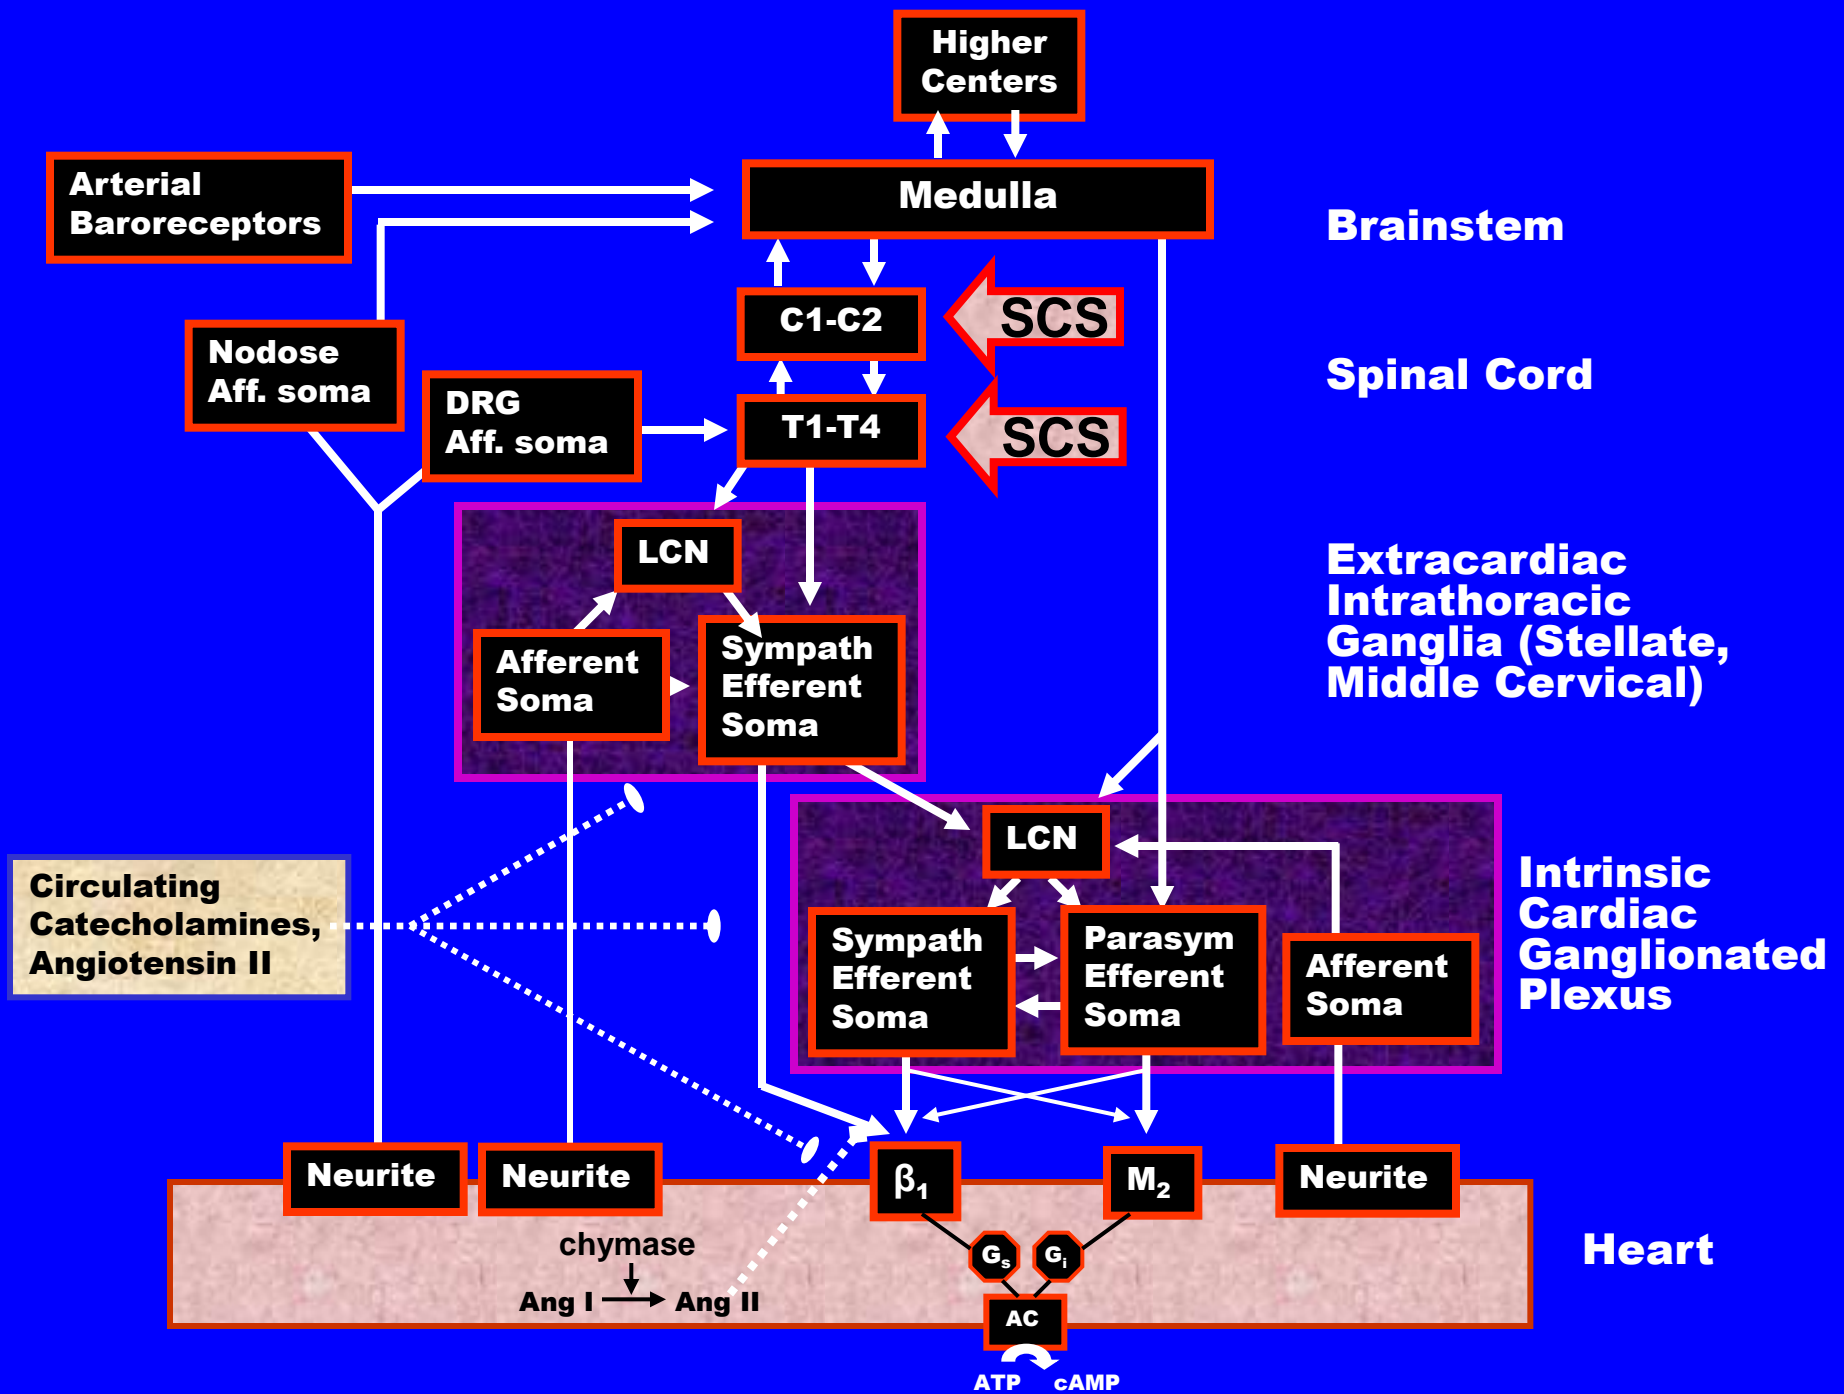 Higher
Centers
Arterial
Baroreceptors
Medulla
Brainstem
C1-C2
SCS
Nodose
Aff. soma
Spinal Cord
DRG
Aff. soma
T1-T4
SCS
LCN
Extracardiac
Intrathoracic
Ganglia (Stellate,
Middle Cervical)
Afferent
Soma
Sympath
Efferent
Soma
LCN
Circulating
Catecholamines,
Angiotensin II
Intrinsic
Cardiac
Ganglionated
Plexus
Sympath
Efferent
Soma
Parasym
Efferent
Soma
Afferent
Soma
Neurite
Neurite
β₁
M₂
Neurite
Heart
chymase
Ang I
Ang II
Gₛ
Gᵢ
AC
ATP
cAMP